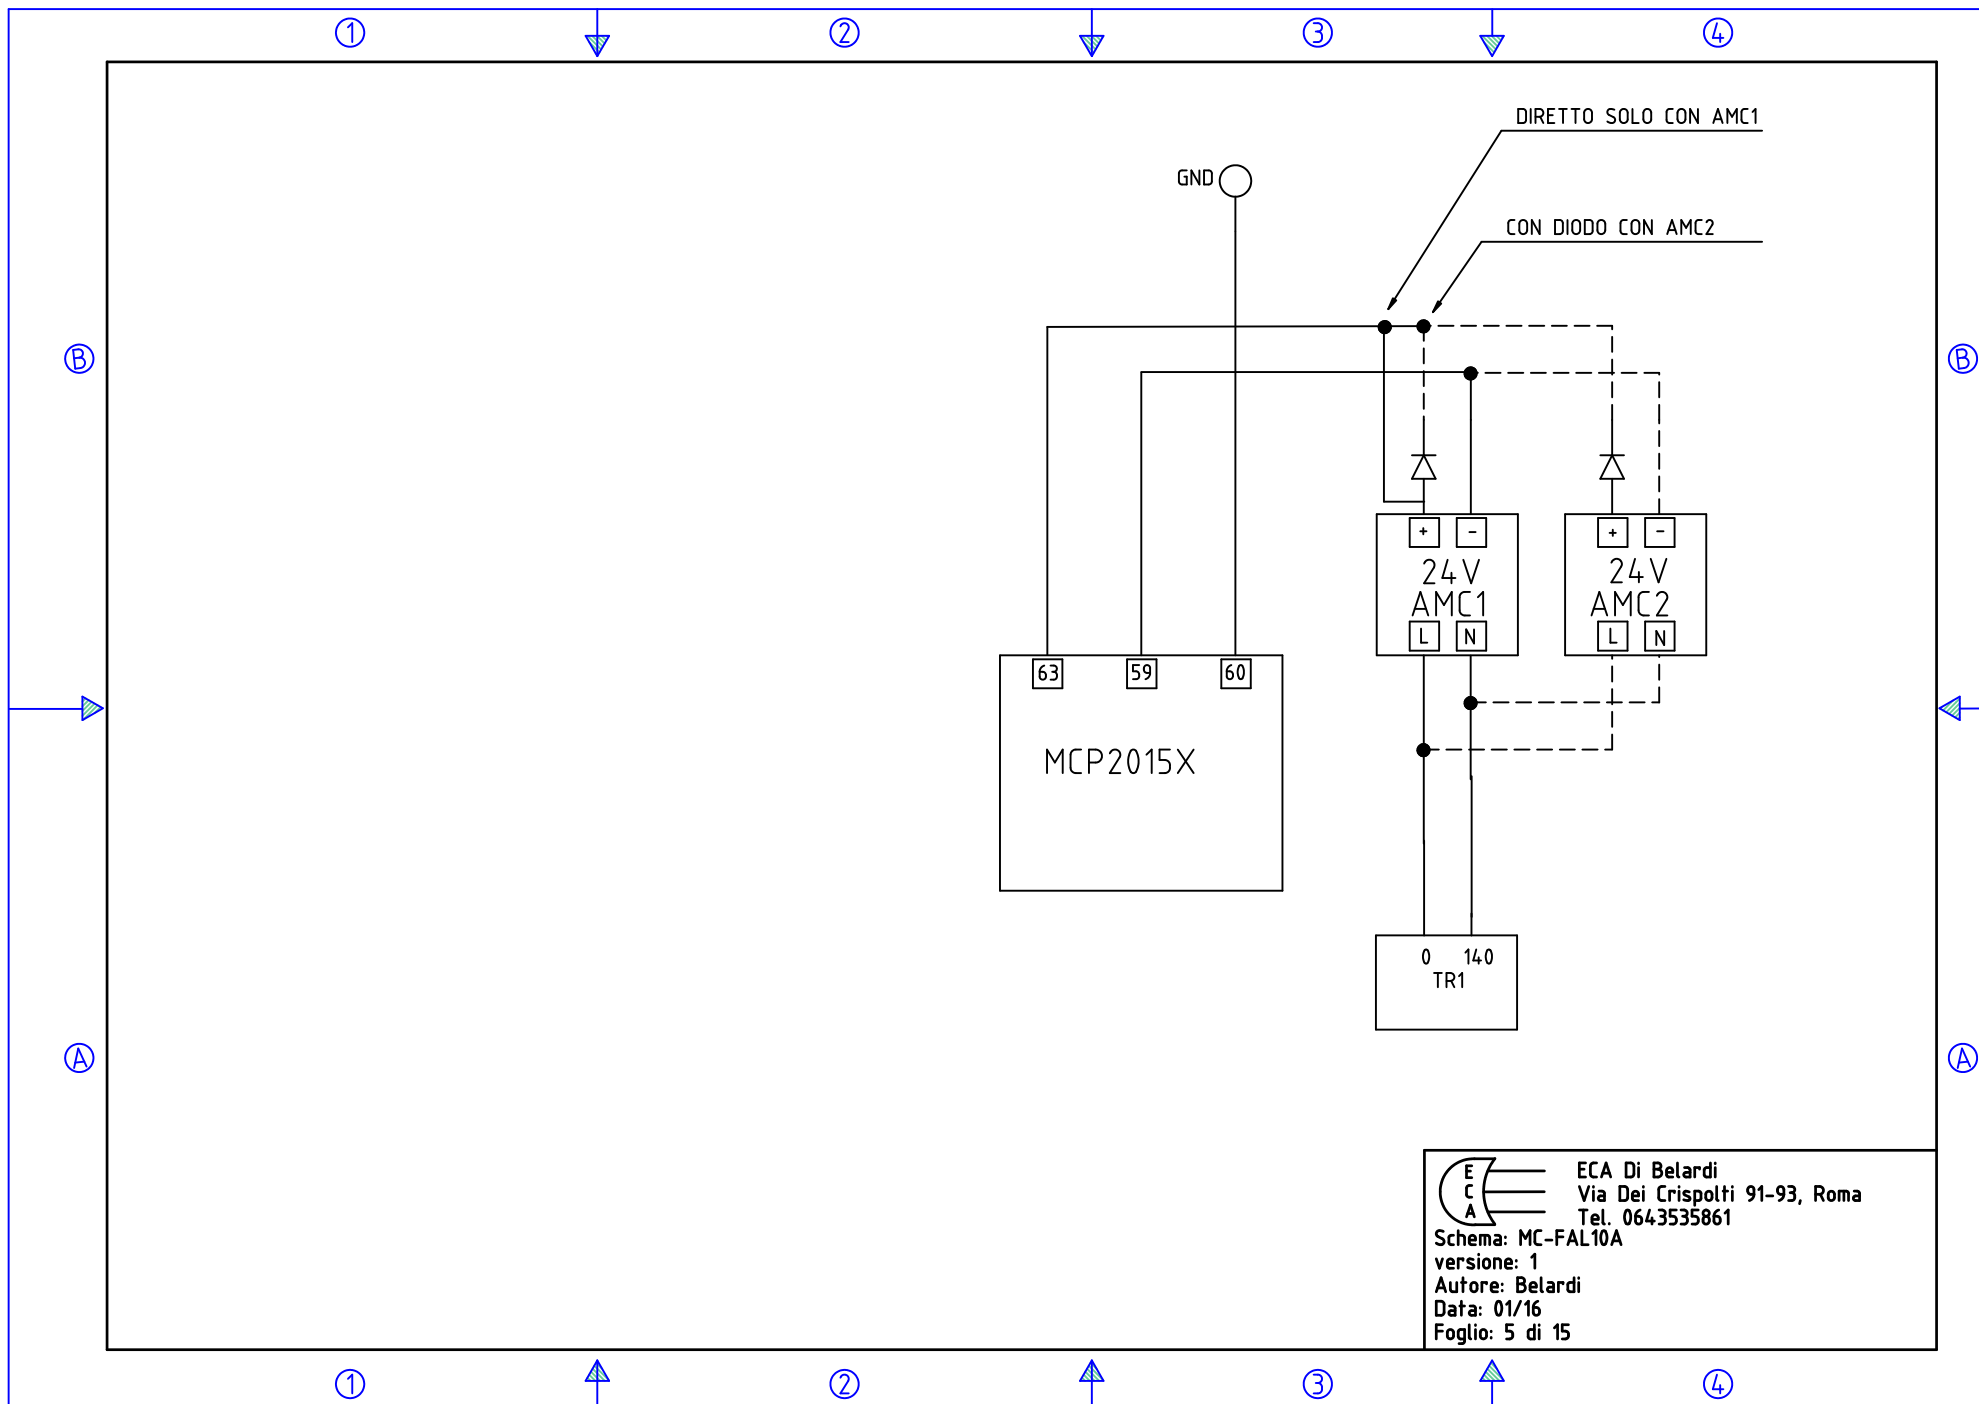 1 2 3 4
DIRETTO SOLO CON AMC1
GND
CON DIODO CON AMC2
B B
+ - + -
24V 24V
AMC1 AMC2
L N L N
63 59 60
MCP2015X
0 140
TR1
A A
E
C
A
ECA Di Belardi
Via Dei Crispolti 91-93, Roma
Tel. 0643535861
Schema: MC-FAL10A
versione: 1
Autore: Belardi
Data: 01/16
Foglio: 5 di 15
1 2 3 4